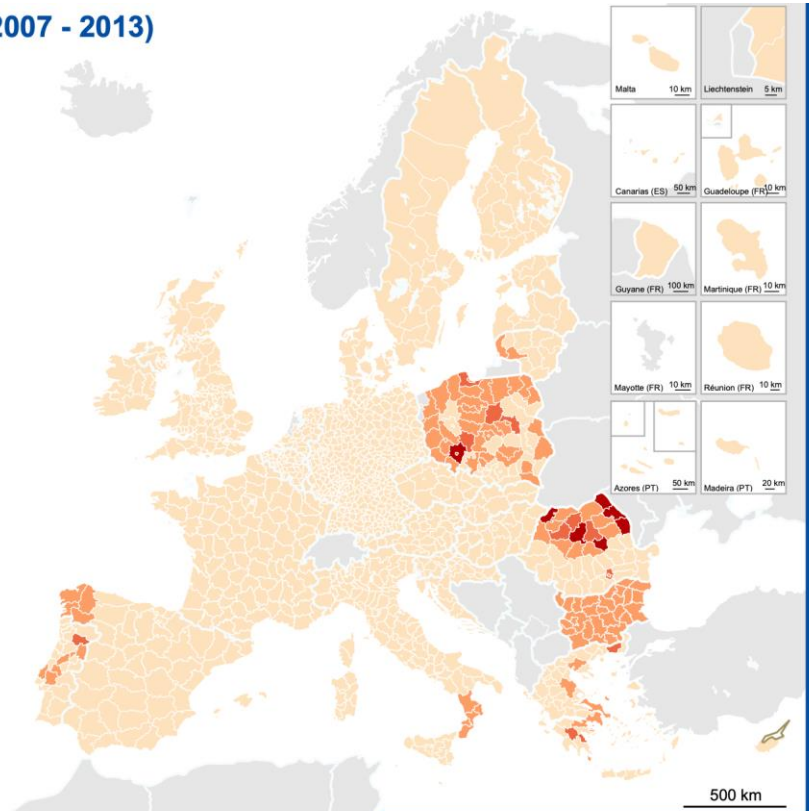 2007 - 2013)
Malta 10 km
Liechtenstein 5 km
Canarias (ES) 50 km
Guadeloupe (FR) 10 km
Guyane (FR) 100 km
Martinique (FR) 10 km
Mayotte (FR) 10 km
Réunion (FR) 10 km
Azores (PT) 50 km
Madeira (PT) 20 km
500 km